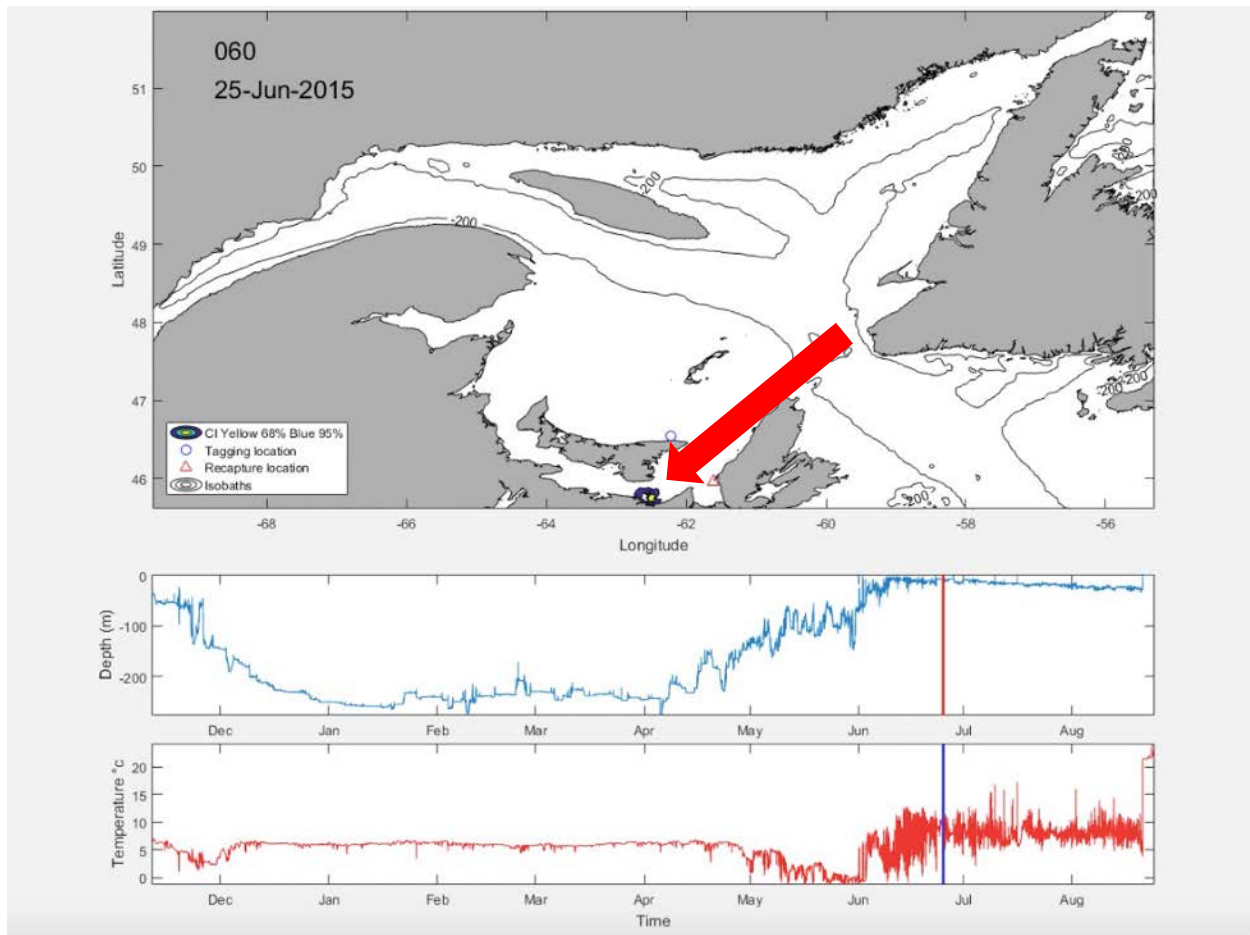 060
25-Jun-2015
51
50
49
48
47
46
Latitude
-200
-200
-200
-200
-200
-200
-200
CI Yellow 68% Blue 95%
Tagging location
Recapture location
Isobaths
-68
-66
-64
-62
-60
-58
-56
Longitude
0
-100
-200
Depth (m)
Dec
Jan
Feb
Mar
Apr
May
Jun
Jul
Aug
20
15
10
5
0
Temperature °c
Dec
Jan
Feb
Mar
Apr
May
Jun
Jul
Aug
Time